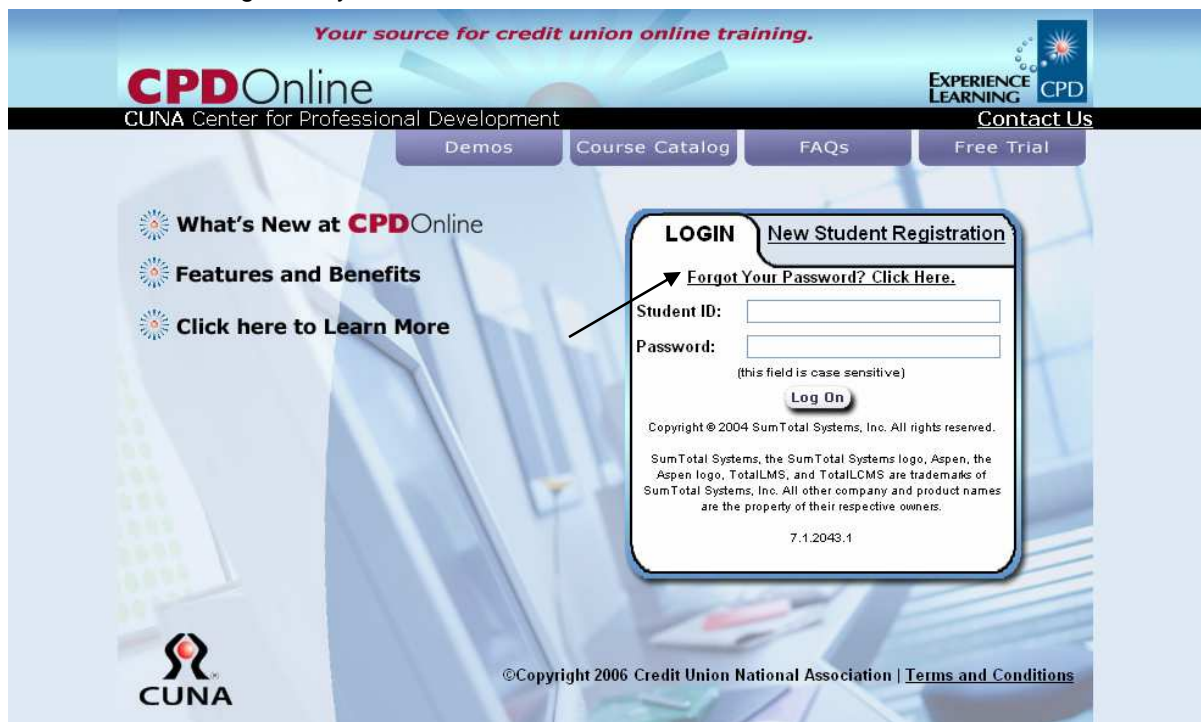 Your source for credit union online training.
CPDOnline
EXPERIENCE
LEARNING
CPD
CUNA Center for Professional Development
Contact Us
Demos
Course Catalog
FAQs
Free Trial
What's New at CPDOnline
Features and Benefits
Click here to Learn More
LOGIN
New Student Registration
Forgot Your Password? Click Here.
Student ID:
Password:
(this field is case sensitive)
Log On
Copyright © 2004 SumTotal Systems, Inc. All rights reserved.
SumTotal Systems, the SumTotal Systems logo, Aspen, the
Aspen logo, TotalLMS, and TotalLCMS are trademarks of
SumTotal Systems, Inc. All other company and product names
are the property of their respective owners.
7.1.2043.1
CUNA
©Copyright 2006 Credit Union National Association | Terms and Conditions